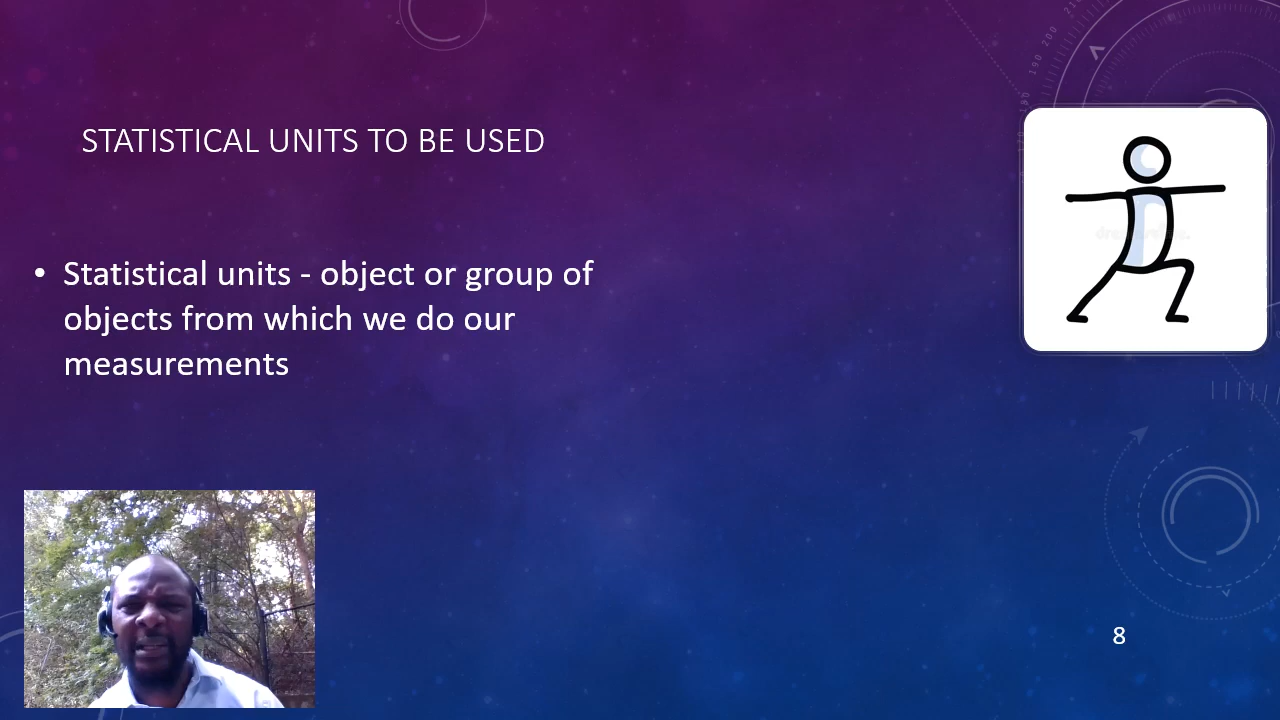 STATISTICAL UNITS TO BE USED
• Statistical units - object or group of
objects from which we do our
measurements
8